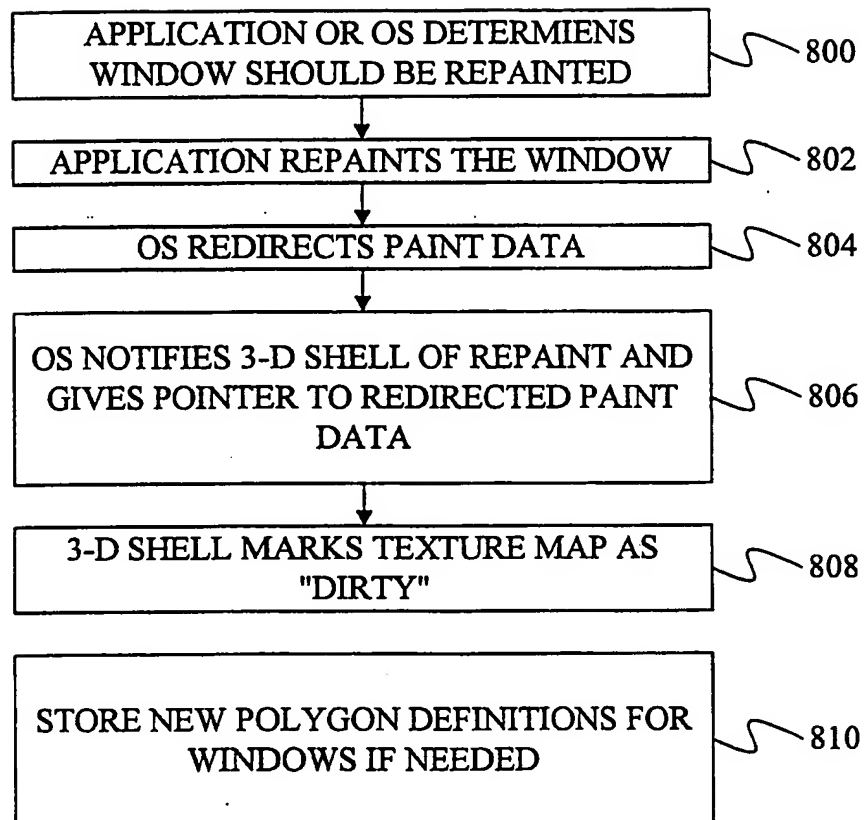 APPLICATION OR OS DETERMIENS
WINDOW SHOULD BE REPAINTED
800
APPLICATION REPAINTS THE WINDOW
802
OS REDIRECTS PAINT DATA
804
OS NOTIFIES 3-D SHELL OF REPAINT AND
GIVES POINTER TO REDIRECTED PAINT
DATA
806
3-D SHELL MARKS TEXTURE MAP AS
"DIRTY"
808
STORE NEW POLYGON DEFINITIONS FOR
WINDOWS IF NEEDED
810